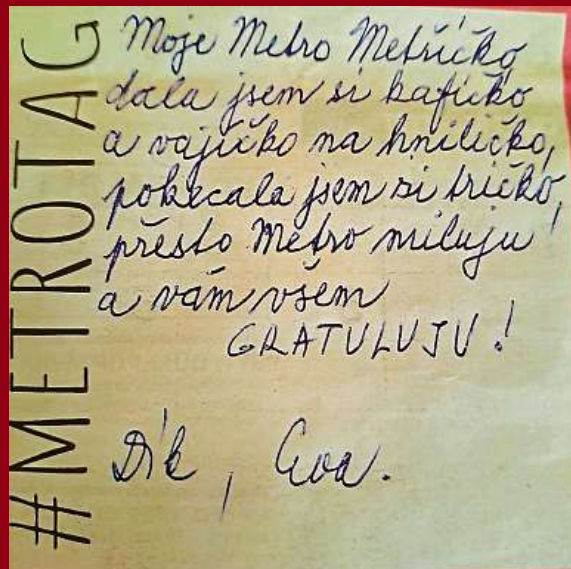 #METROTAG
Moje Metro Metříčko
dala jsem si kafíčko
a vajíčko na hniličko,
pokecala jsem si tričko,
přesto Metro miluju
a vám všem
GRATULUJU!
Dík, Eva.